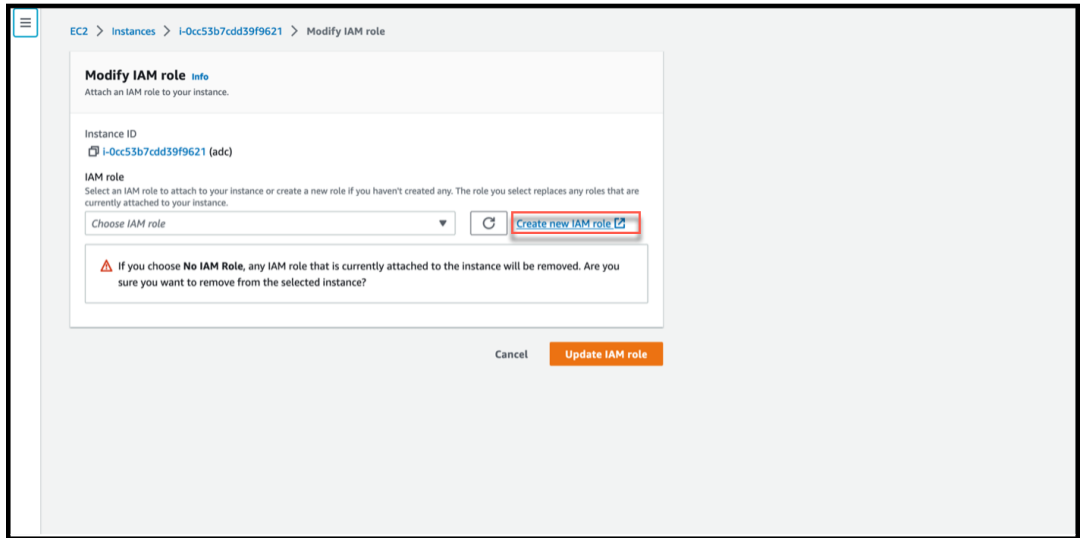 EC2 > Instances > i-0cc53b7cdd39f9621 > Modify IAM role
Modify IAM role Info
Attach an IAM role to your instance.
Instance ID
i-0cc53b7cdd39f9621 (adc)
IAM role
Select an IAM role to attach to your instance or create a new role if you haven't created any. The role you select replaces any roles that are
currently attached to your instance.
Choose IAM role
Create new IAM role
If you choose No IAM Role, any IAM role that is currently attached to the instance will be removed. Are you
sure you want to remove from the selected instance?
Cancel
Update IAM role